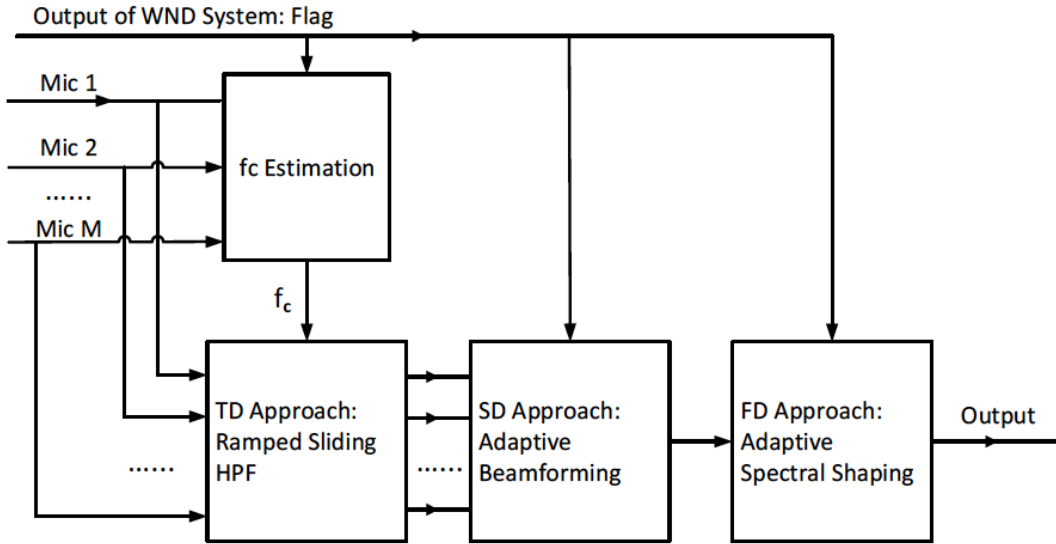 Output of WND System: Flag
Mic 1
Mic 2
......
Mic M
fc Estimation
fc
TD Approach:
Ramped Sliding
HPF
......
......
SD Approach:
Adaptive
Beamforming
FD Approach:
Adaptive
Spectral Shaping
Output